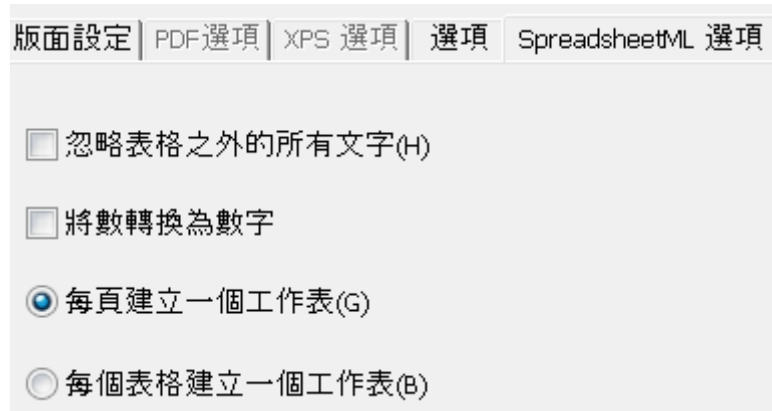 版面設定 PDF選項 XPS 選項 選項 SpreadsheetML 選項
忽略表格之外的所有文字(H)
將數轉換為數字
每頁建立一個工作表(G)
每個表格建立一個工作表(B)